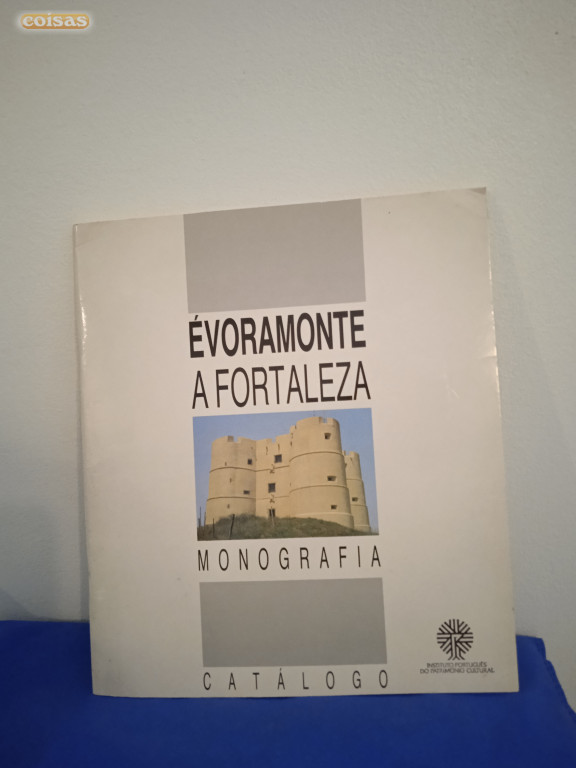 coisas
ÉVORAMONTE
A FORTALEZA
MONOGRAFIA
CATÁLOGO
INSTITUTO PORTUGUÊS
DO PATRIMÓNIO CULTURAL